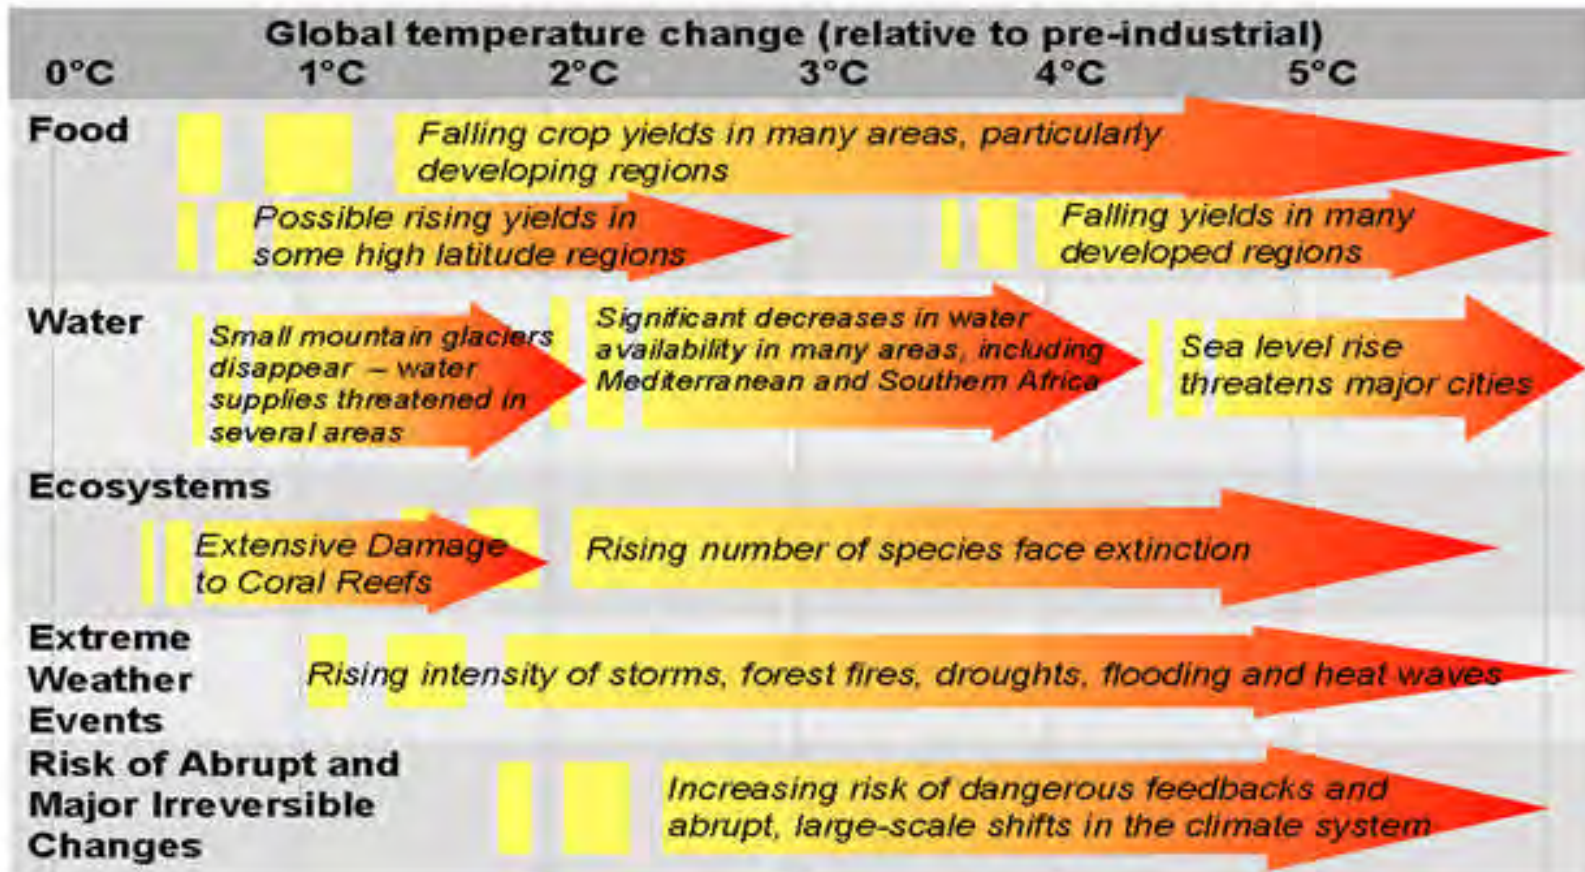 Global temperature change (relative to pre-industrial)
0°C 1°C 2°C 3°C 4°C 5°C
Food
Falling crop yields in many areas, particularly
developing regions
Possible rising yields in
some high latitude regions
Falling yields in many
developed regions
Water
Small mountain glaciers
disappear – water
supplies threatened in
several areas
Significant decreases in water
availability in many areas, including
Mediterranean and Southern Africa
Sea level rise
threatens major cities
Ecosystems
Extensive Damage
to Coral Reefs
Rising number of species face extinction
Extreme
Weather
Events
Rising intensity of storms, forest fires, droughts, flooding and heat waves
Risk of Abrupt and
Major Irreversible
Changes
Increasing risk of dangerous feedbacks and
abrupt, large-scale shifts in the climate system